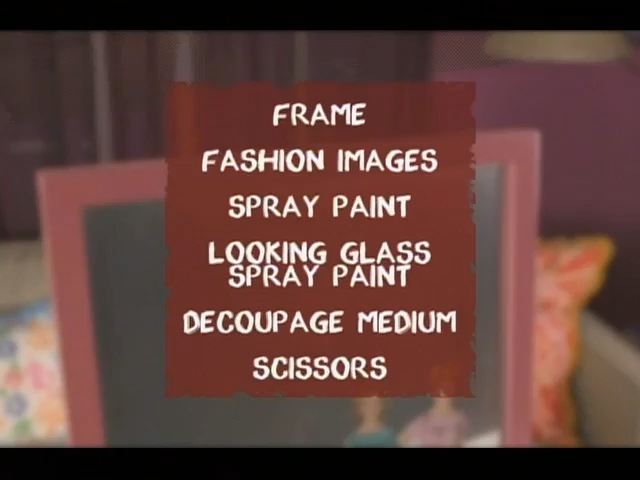 FRAME
FASHION IMAGES
SPRAY PAINT
LOOKING GLASS
SPRAY PAINT
DECOUPAGE MEDIUM
SCISSORS